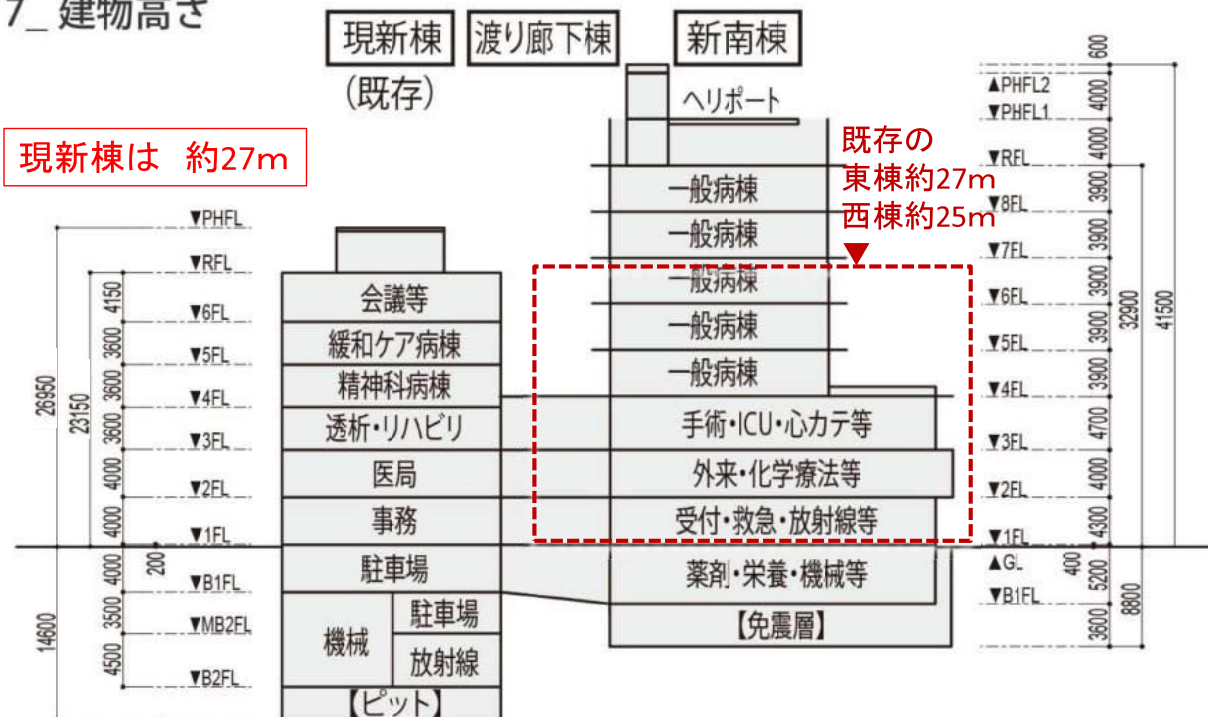 7_ 建物高さ
現新棟
(既存)
渡り廊下棟
新南棟
ヘリポート
現新棟は 約27m
既存の
東棟約27m
西棟約25m
▼
▼PHFL
▼RFL
▼6FL
▼5FL
▼4FL
▼3FL
▼2FL
▼1FL
▼B1FL
▼MB2FL
▼B2FL
26950
23150
4150
3600
3600
3600
4000
4000
200
4000
3500
4500
14600
会議等
緩和ケア病棟
精神科病棟
透析・リハビリ
医局
事務
駐車場
機械
駐車場
放射線
【ピット】
一般病棟
一般病棟
一般病棟
一般病棟
一般病棟
手術・ICU・心カテ等
外来・化学療法等
受付・救急・放射線等
薬剤・栄養・機械等
【免震層】
▲PHFL2
▼PHFL1
▼RFL
▼8FL
▼7FL
▼6FL
▼5FL
▼4FL
▼3FL
▼2FL
▼1FL
▲GL
▼B1FL
600
4000
4000
3900
3900
3900
3900
3900
4700
4000
4300
400
5200
3600
32900
8800
41500